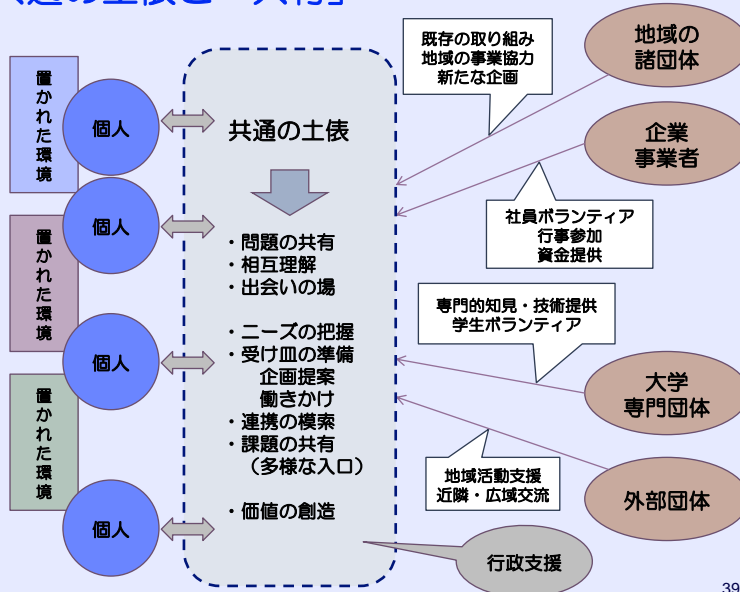 の土俵と「共有」
置かれた環境
置かれた環境
置かれた環境
個人
個人
個人
個人
共通の土俵
・問題の共有
・相互理解
・出会いの場
・ニーズの把握
・受け皿の準備
企画提案
働きかけ
・連携の模索
・課題の共有
（多様な入口）
・価値の創造
既存の取り組み
地域の事業協力
新たな企画
地域の
諸団体
企業
事業者
社員ボランティア
行事参加
資金提供
専門的知見・技術提供
学生ボランティア
大学
専門団体
地域活動支援
近隣・広域交流
外部団体
行政支援
39